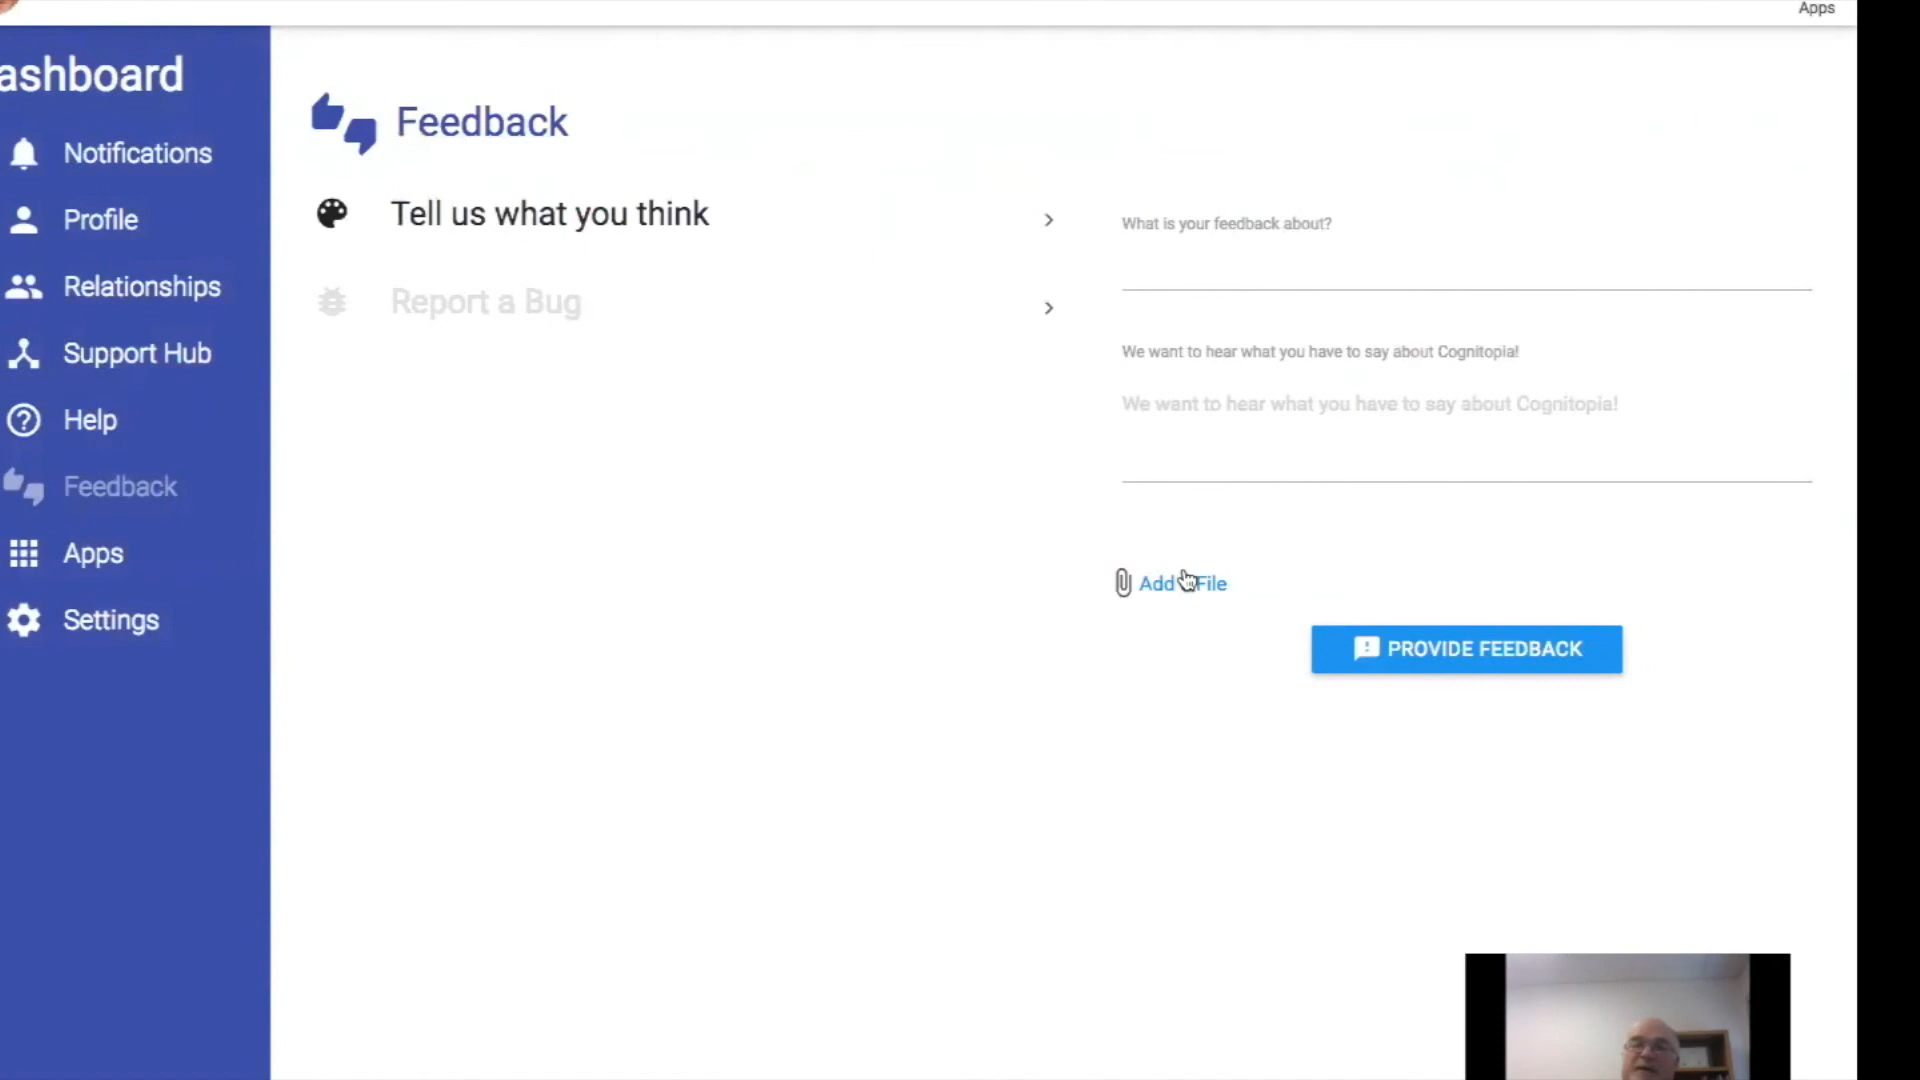 Apps
ashboard
Notifications
Profile
Relationships
Support Hub
Help
Feedback
Apps
Settings
Feedback
Tell us what you think
Report a Bug
What is your feedback about?
We want to hear what you have to say about Cognitopia!
We want to hear what you have to say about Cognitopia!
Add File
PROVIDE FEEDBACK